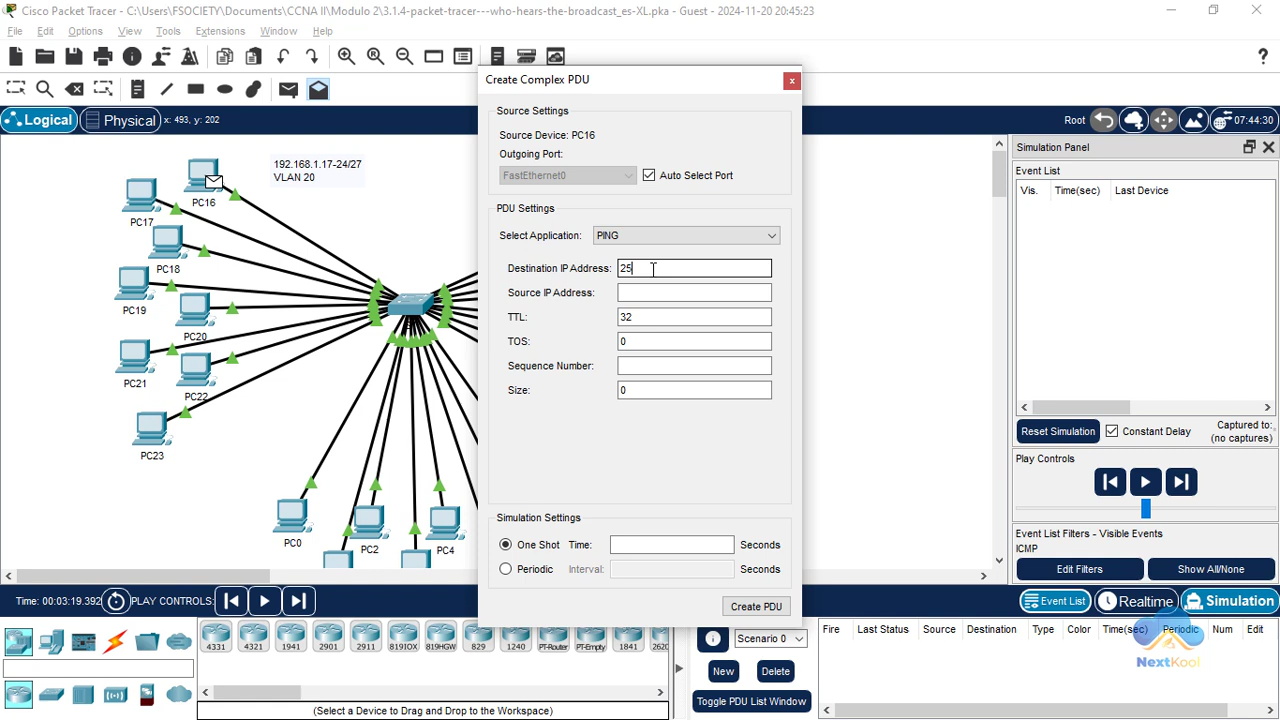 Cisco Packet Tracer - C:\Users\FSOCIETY\Documents\CCNA II\Modulo 2\3.1.4-packet-tracer---who-hears-the-broadcast_es-XL.pka - Guest - 2024-11-20 20:45:23
File Edit Options View Tools Extensions Window Help
?
Logical Physical x: 493, y: 202 Root 07:44:30
Create Complex PDU x
Source Settings
Source Device: PC16
Outgoing Port:
FastEthernet0 Auto Select Port
PDU Settings
Select Application: PING
Destination IP Address: 25
Source IP Address:
TTL: 32
TOS: 0
Sequence Number:
Size: 0
Simulation Settings
One Shot Time: Seconds
Periodic Interval: Seconds
Create PDU
192.168.1.17-24/27
VLAN 20
PC16
PC17
PC18
PC19
PC20
PC21
PC22
PC23
PC0
PC2
PC4
Simulation Panel
Event List
Vis. Time(sec) Last Device
Reset Simulation Constant Delay Captured to:
(no captures)
Play Controls
Event List Filters - Visible Events
ICMP
Edit Filters Show All/None
Time: 00:03:19.392 PLAY CONTROLS:
Event List Realtime Simulation
4331 4321 1941 2901 2911 819IOX 819HGW 829 1240 PT-Router PT-Empty 1841 2620
(Select a Device to Drag and Drop to the Workspace)
Scenario 0
New Delete
Toggle PDU List Window
Fire Last Status Source Destination Type Color Time(sec) Periodic Num Edit
NextKool